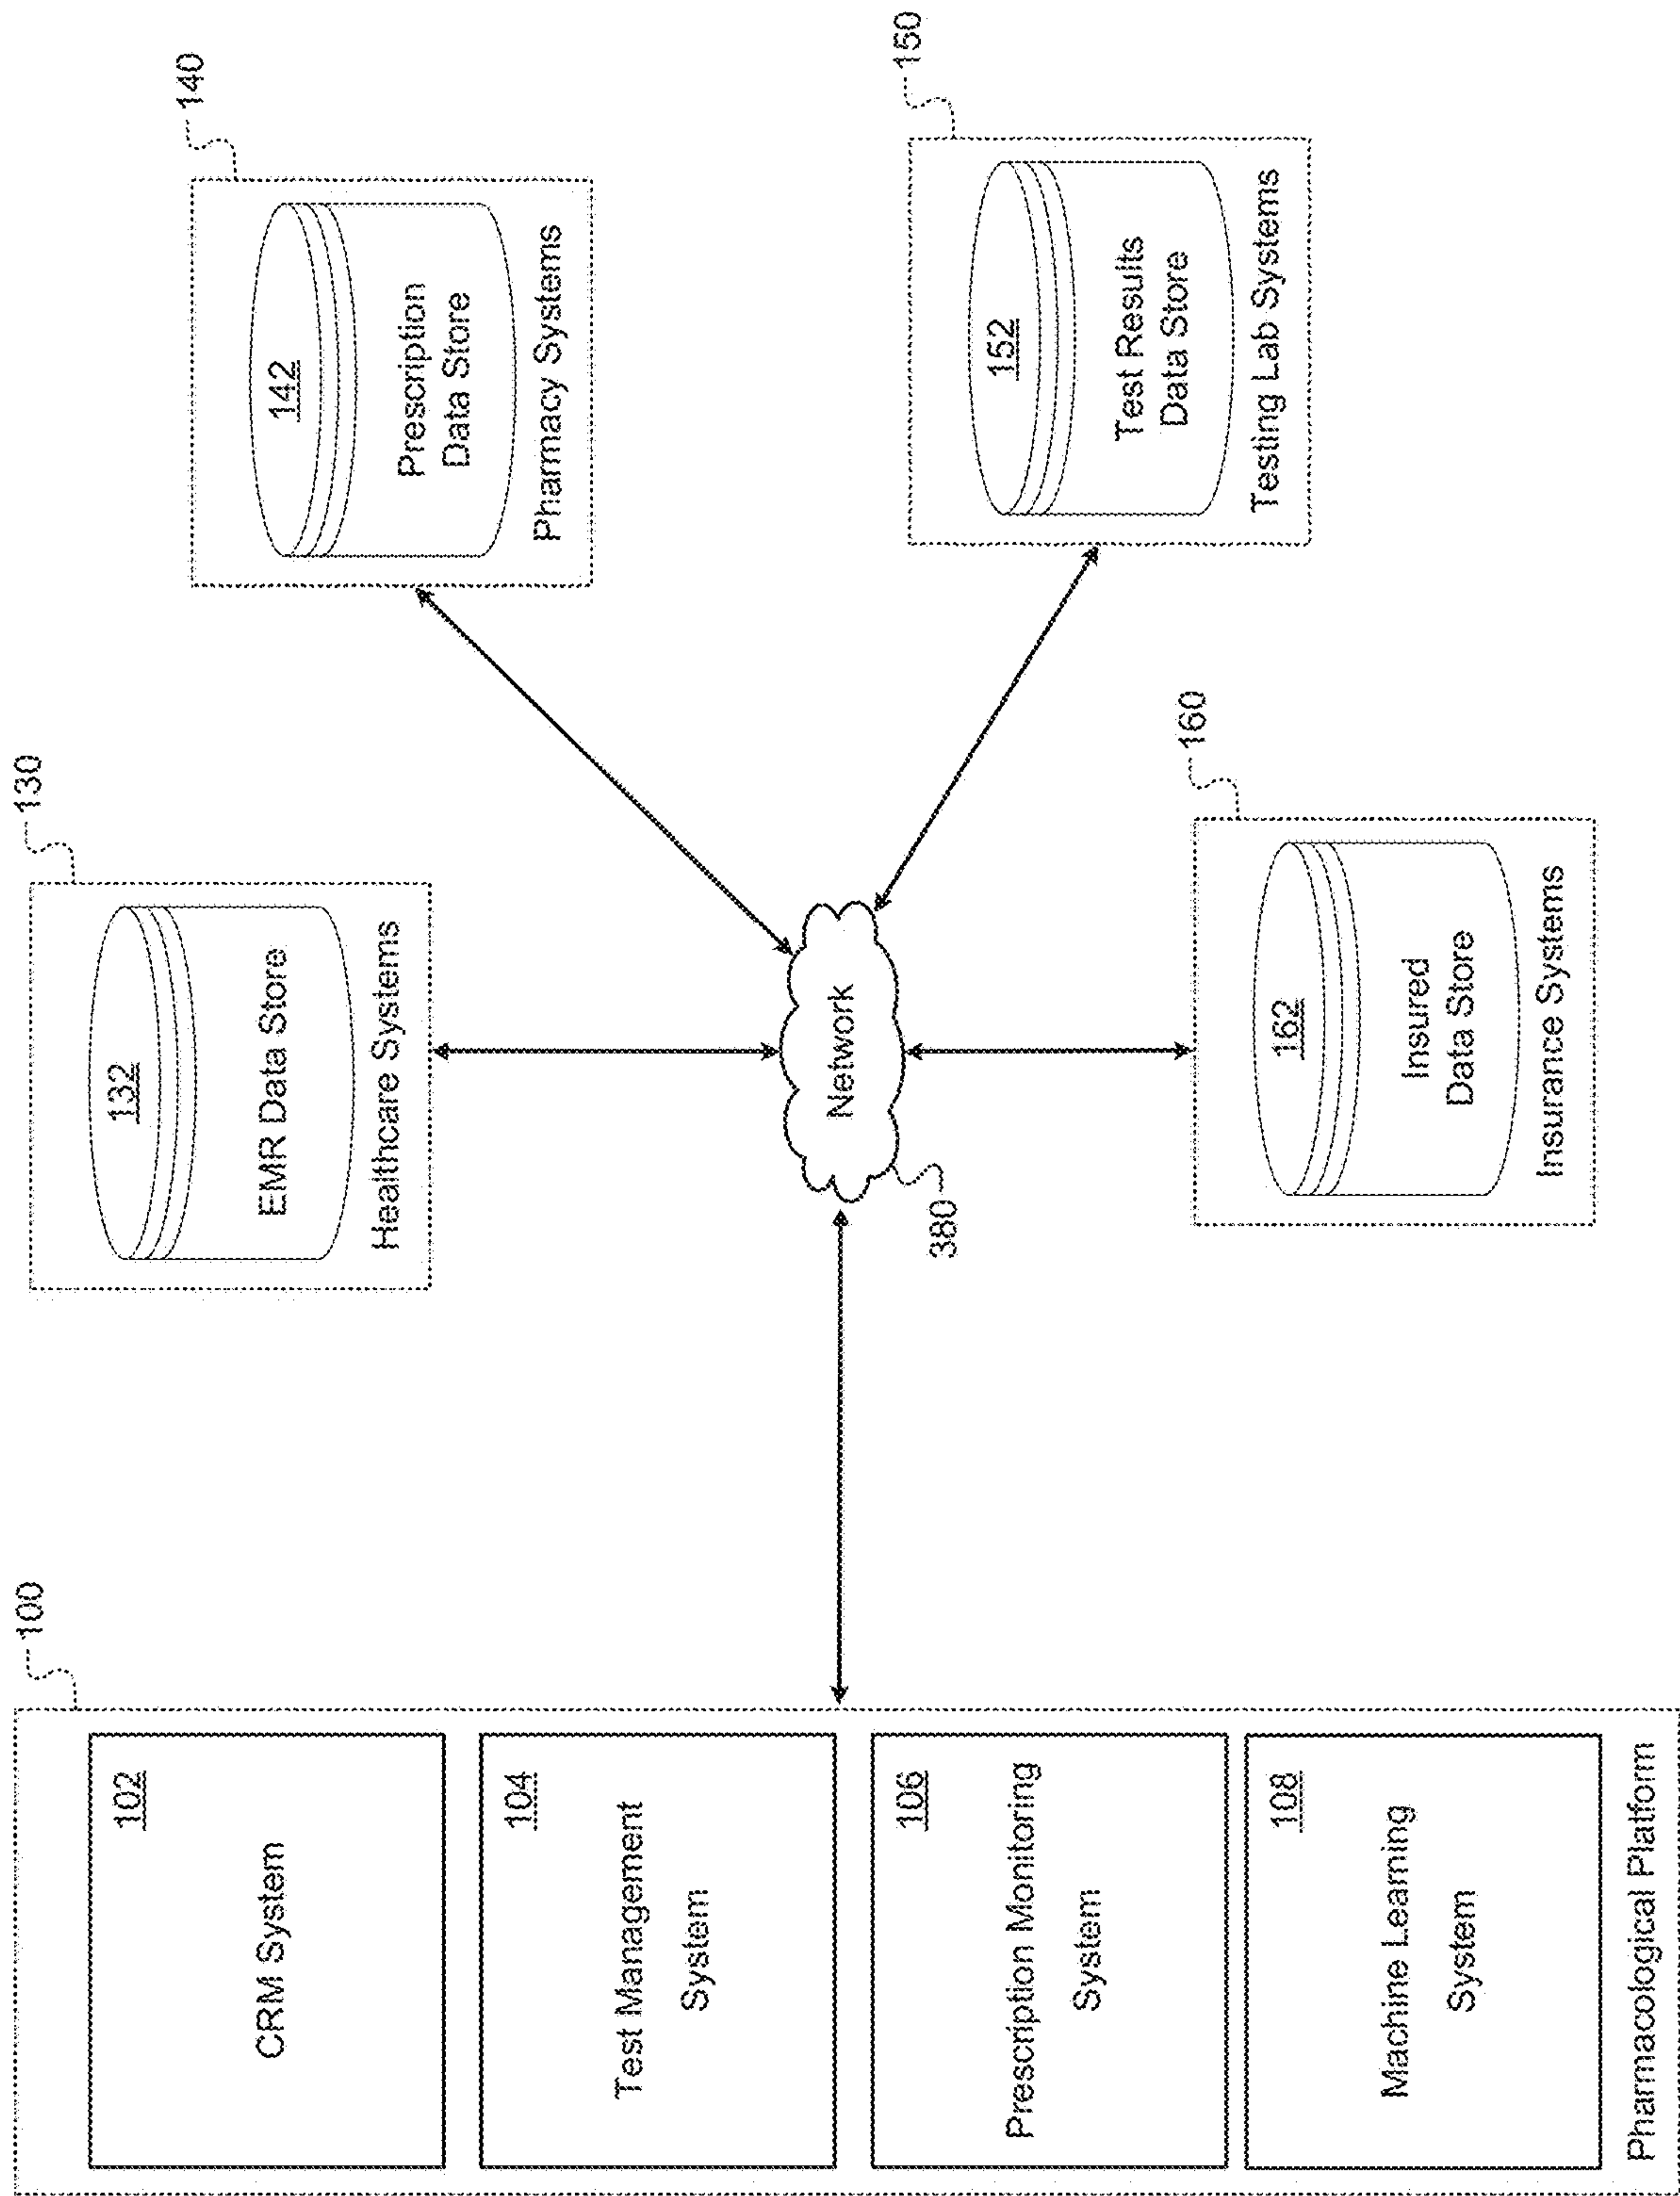 100
102
CRM System
104
Test Management
System
106
Prescription Monitoring
System
108
Machine Learning
System
Pharmacological Platform
130
132
EMR Data Store
Healthcare Systems
Network
380
160
162
Insured
Data Store
Insurance Systems
140
142
Prescription
Data Store
Pharmacy Systems
150
152
Test Results
Data Store
Testing Lab Systems